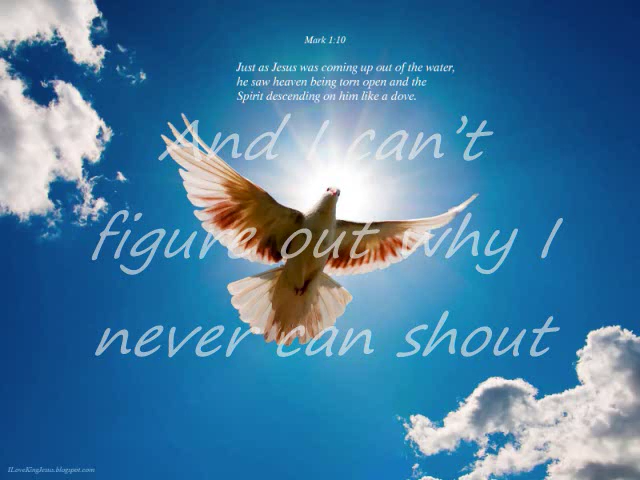 Mark 1:10
Just as Jesus was coming up out of the water,
he saw heaven being torn open and the
Spirit descending on him like a dove.
And I can't
figure out why I
never can shout
ILoveKingJesus.blogspot.com